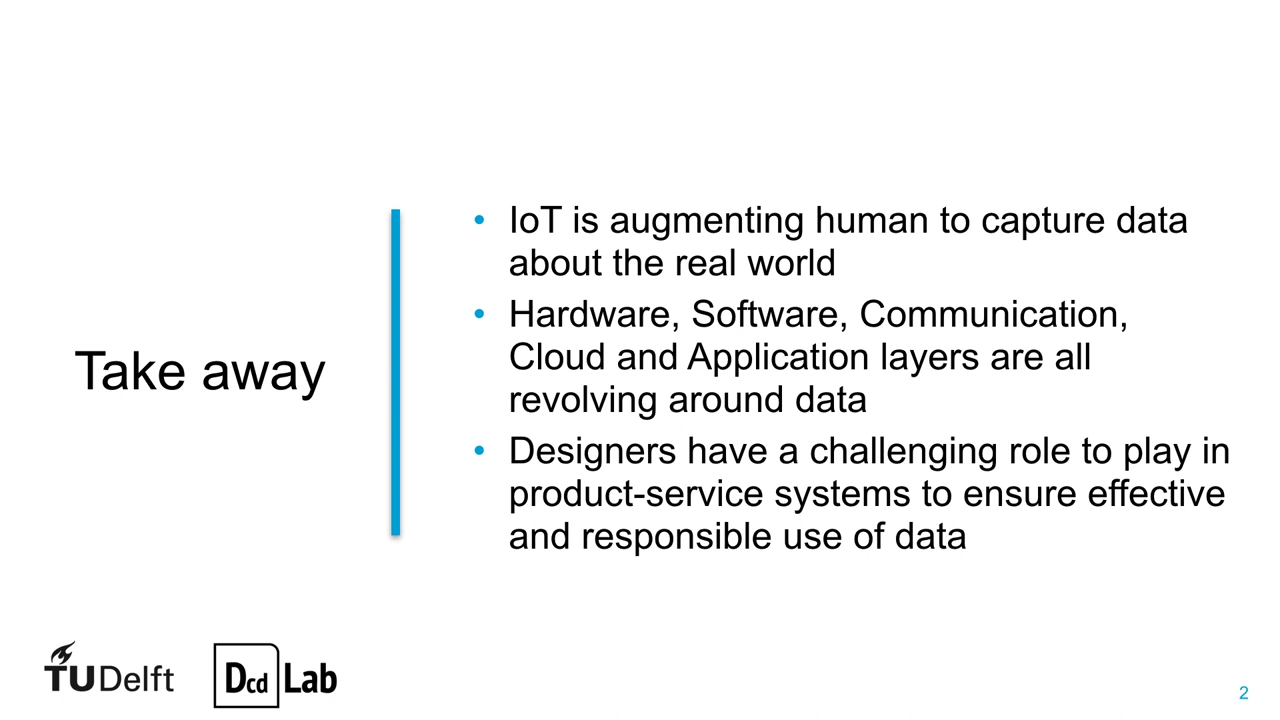 Take away
• IoT is augmenting human to capture data
about the real world
• Hardware, Software, Communication,
Cloud and Application layers are all
revolving around data
• Designers have a challenging role to play in
product-service systems to ensure effective
and responsible use of data
TUDelft
Dcd Lab
2